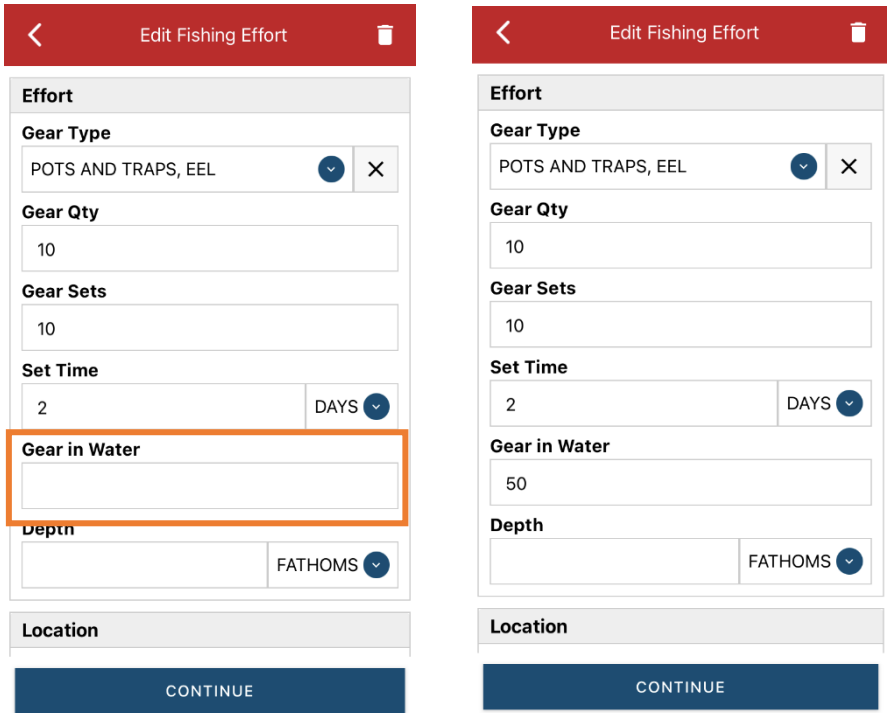 Edit Fishing Effort
Effort
Gear Type
POTS AND TRAPS, EEL
Gear Qty
10
Gear Sets
10
Set Time
2 DAYS
Gear in Water
Depth
FATHOMS
Location
CONTINUE
Edit Fishing Effort
Effort
Gear Type
POTS AND TRAPS, EEL
Gear Qty
10
Gear Sets
10
Set Time
2 DAYS
Gear in Water
50
Depth
FATHOMS
Location
CONTINUE